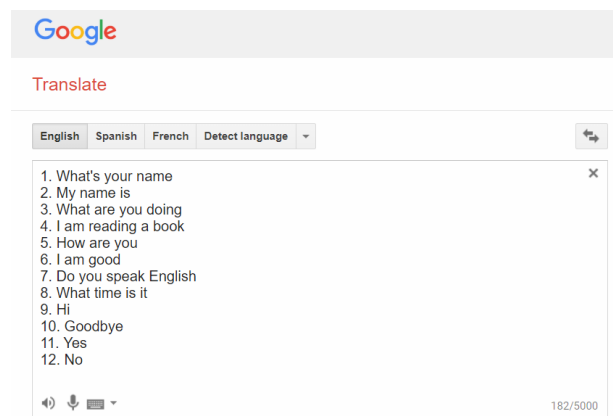 Google
Translate
English Spanish French Detect language
1. What's your name
2. My name is
3. What are you doing
4. I am reading a book
5. How are you
6. I am good
7. Do you speak English
8. What time is it
9. Hi
10. Goodbye
11. Yes
12. No
182/5000